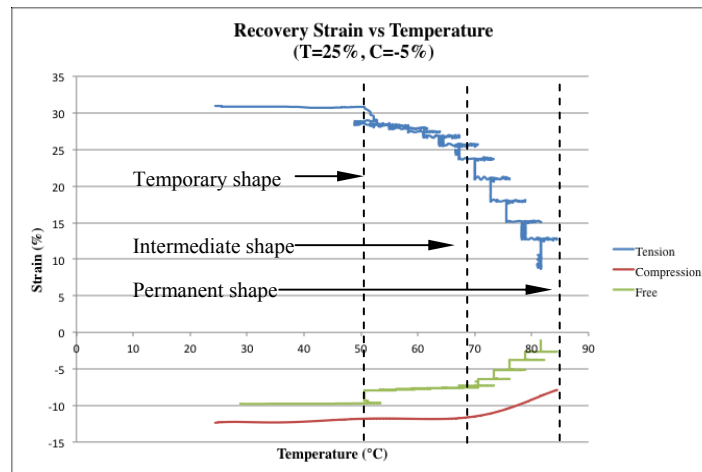 Recovery Strain vs Temperature
(T=25%, C=-5%)
35
30
25
20
15
10
5
0
-5
-10
-15
Strain (%)
0 10 20 30 40 50 60 70 80 90
Temperature (°C)
Temporary shape
Intermediate shape
Permanent shape
Tension
Compression
Free